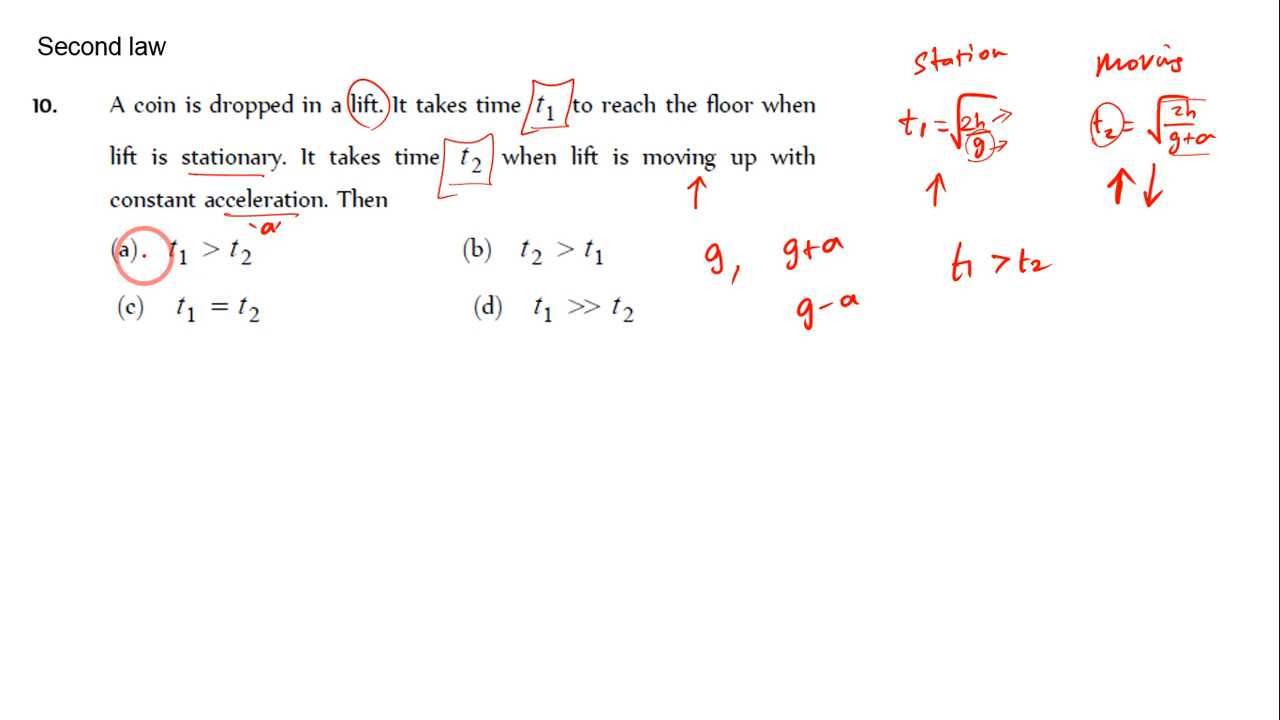 Second law
station
moving
10. A coin is dropped in a lift. It takes time t₁ to reach the floor when
t₁ = √2h/g
t₂ = √2h/g+a
lift is stationary. It takes time t₂ when lift is moving up with
constant acceleration. Then
a
(a). t₁ > t₂ (b) t₂ > t₁
g, g+a
t₁ > t₂
(c) t₁ = t₂ (d) t₁ >> t₂
g-a